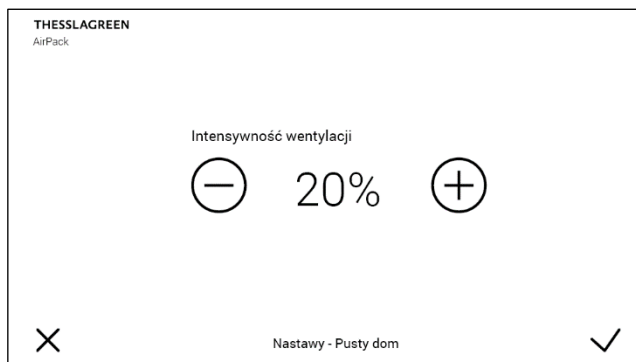 THESSLAGREEN
AirPack
Intensywność wentylacji
20%
Nastawy - Pusty dom